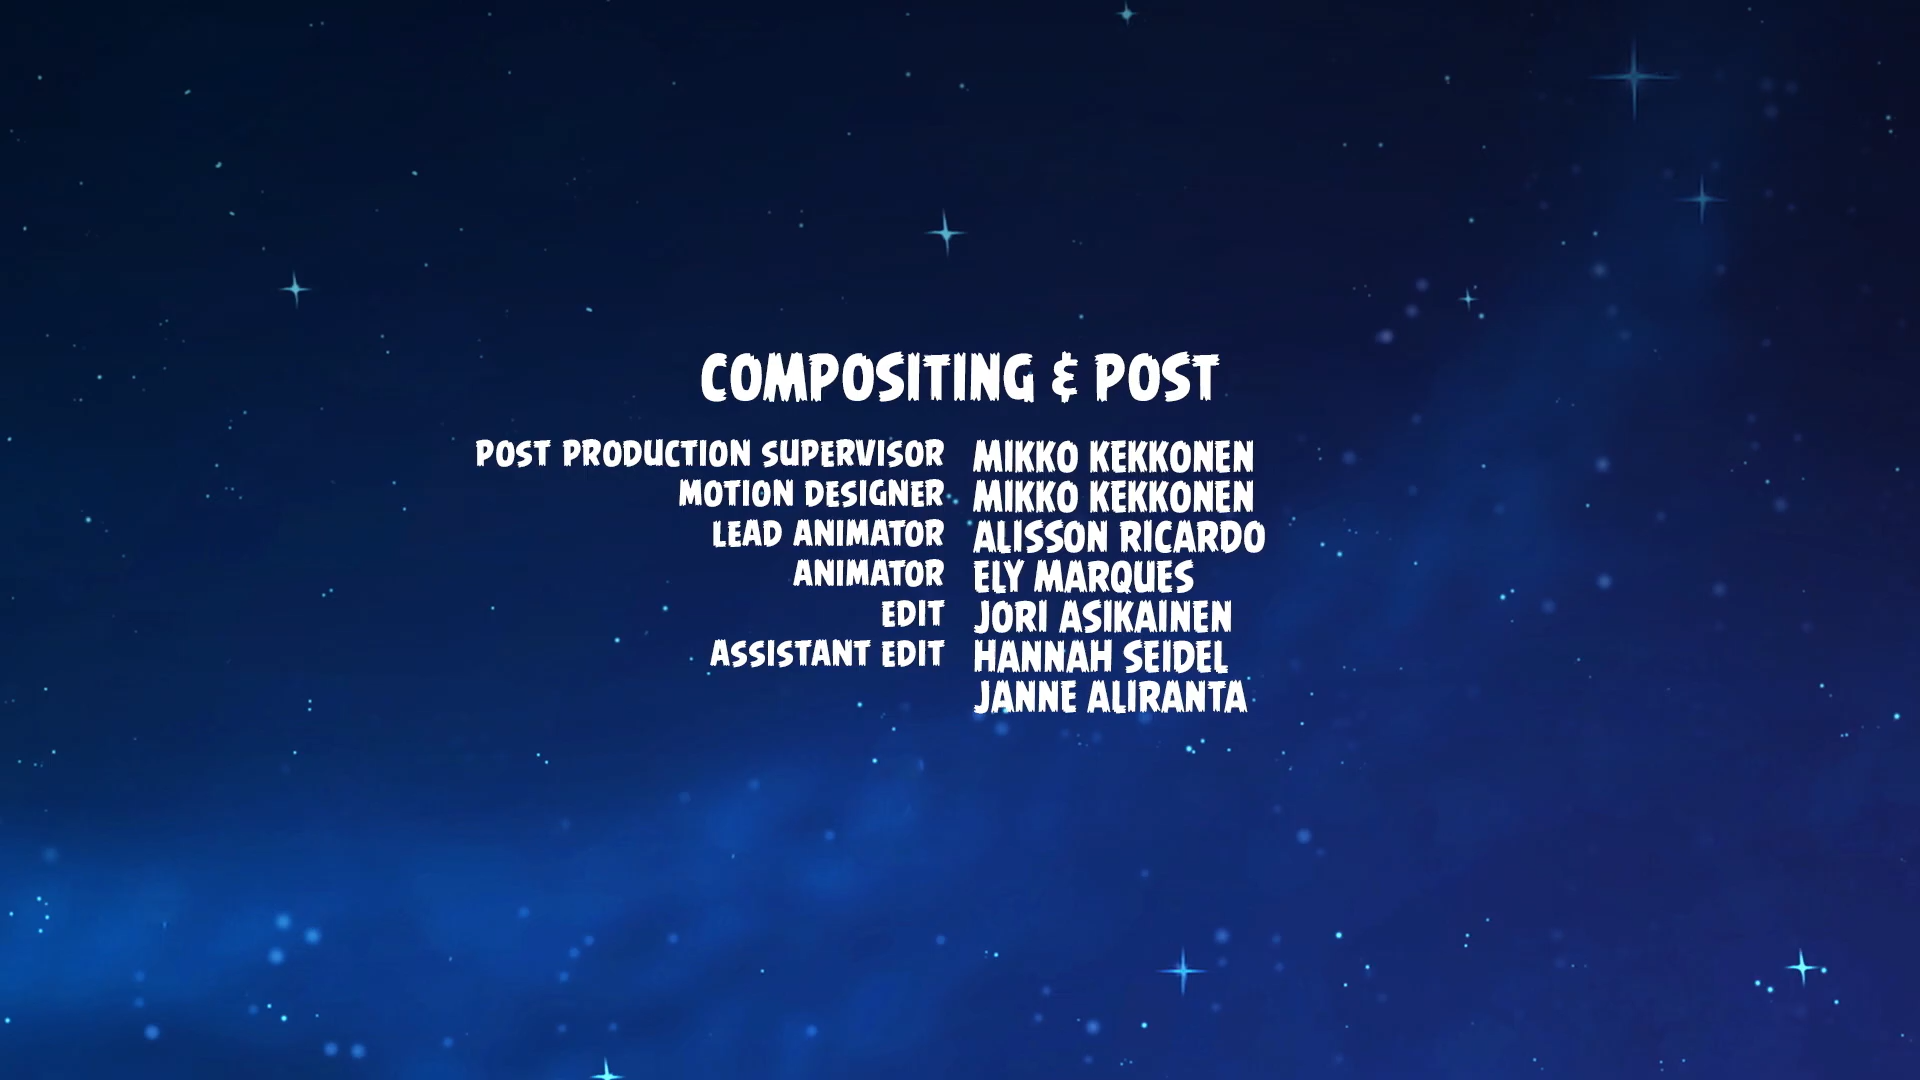 COMPOSITING & POST
POST PRODUCTION SUPERVISOR MIKKO KEKKONEN
MOTION DESIGNER MIKKO KEKKONEN
LEAD ANIMATOR ALISSON RICARDO
ANIMATOR ELY MARQUES
EDIT JORI ASIKAINEN
ASSISTANT EDIT HANNAH SEIDEL
JANNE ALIRANTA